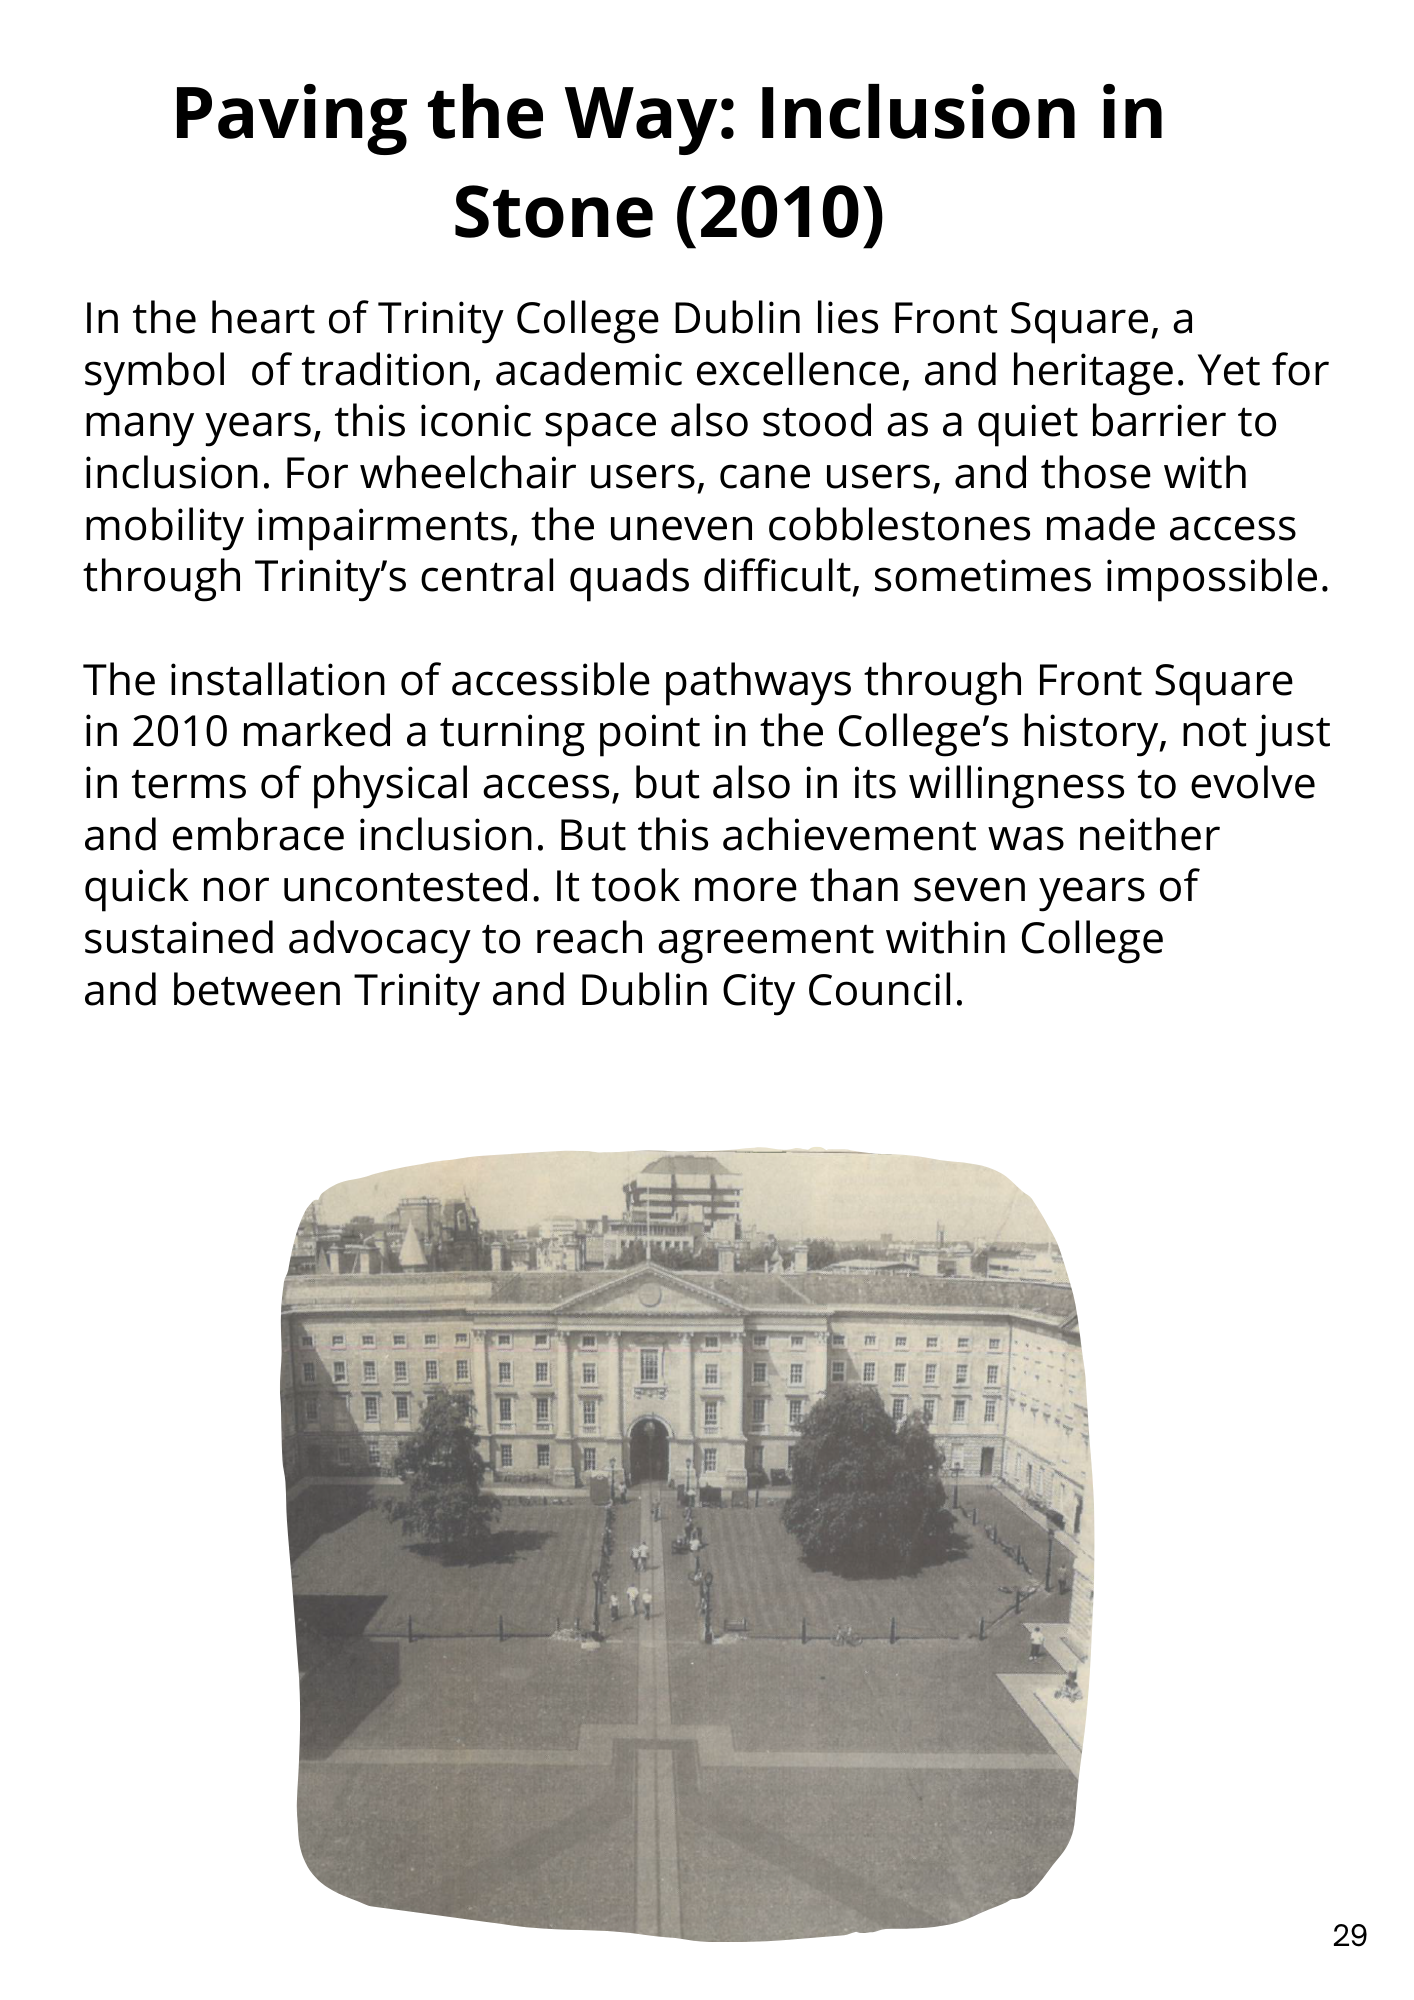 Paving the Way: Inclusion in
Stone (2010)
In the heart of Trinity College Dublin lies Front Square, a
symbol  of tradition, academic excellence, and heritage. Yet for
many years, this iconic space also stood as a quiet barrier to
inclusion. For wheelchair users, cane users, and those with
mobility impairments, the uneven cobblestones made access
through Trinity’s central quads difficult, sometimes impossible.
The installation of accessible pathways through Front Square
in 2010 marked a turning point in the College’s history, not just
in terms of physical access, but also in its willingness to evolve
and embrace inclusion. But this achievement was neither
quick nor uncontested. It took more than seven years of
sustained advocacy to reach agreement within College
and between Trinity and Dublin City Council.
29